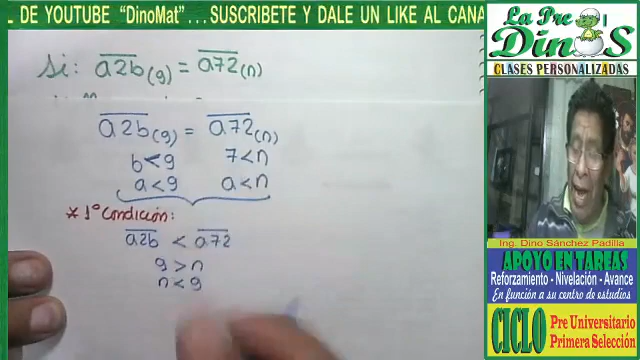 L DE YOUTUBE "DinoMat"... SUSCRIBETE Y DALE UN LIKE AL CANA
La Pre
DinoS
CLASES PERSONALIZADAS
Si: a2b(9) = a72(n)
a2b(9) = a72(n)
b<9 7<n
a<9 a<n
* 1° Condición:
a2b < a72
9 > n
n < 9
Ing. Dino Sánchez Padilla
APOYO EN TAREAS
Reforzamiento - Nivelación - Avance
En función a su centro de estudios
CICLO
Pre Universitario
Primera Selección